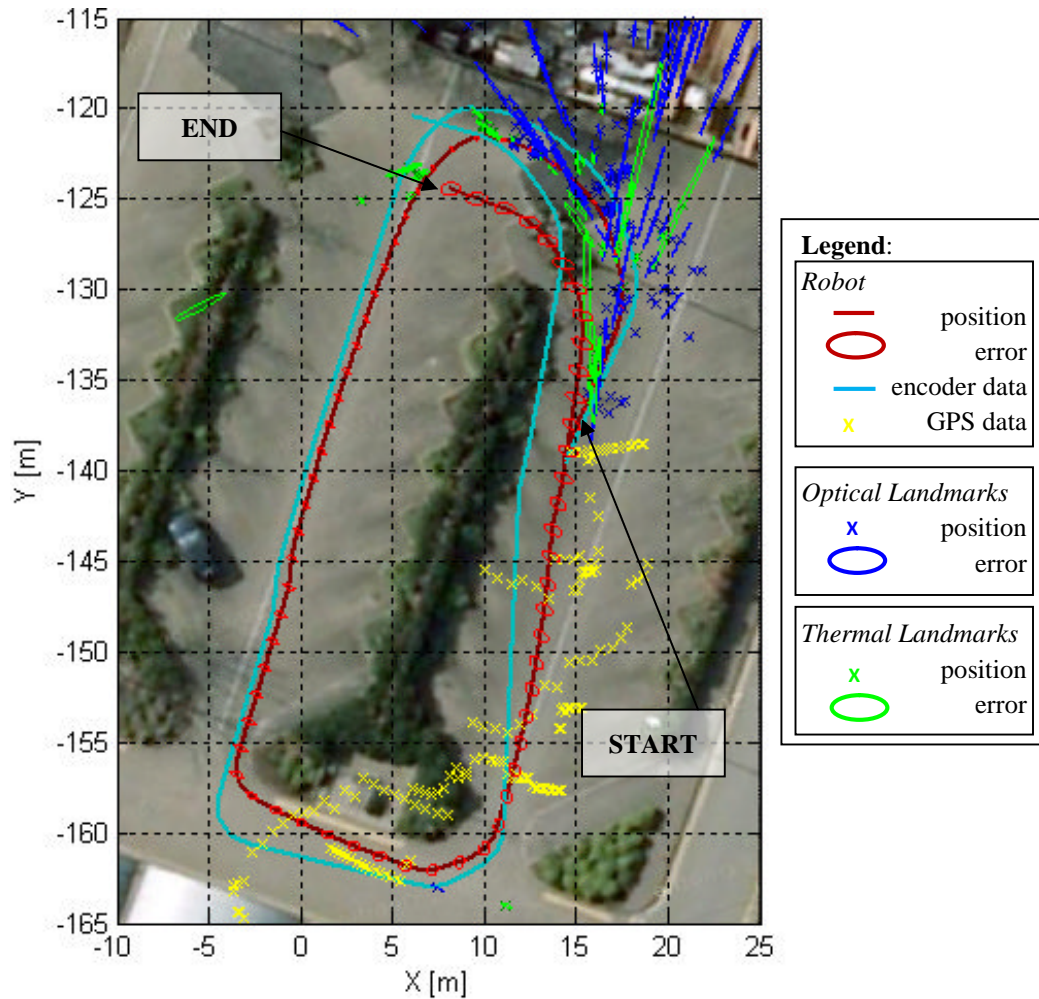 -115
-120
-125
-130
-135
-140
-145
-150
-155
-160
-165
Y [m]
-10
-5
0
5
10
15
20
25
X [m]
END
START
Legend:
Robot
position
error
encoder data
x GPS data
Optical Landmarks
x position
error
Thermal Landmarks
x position
error